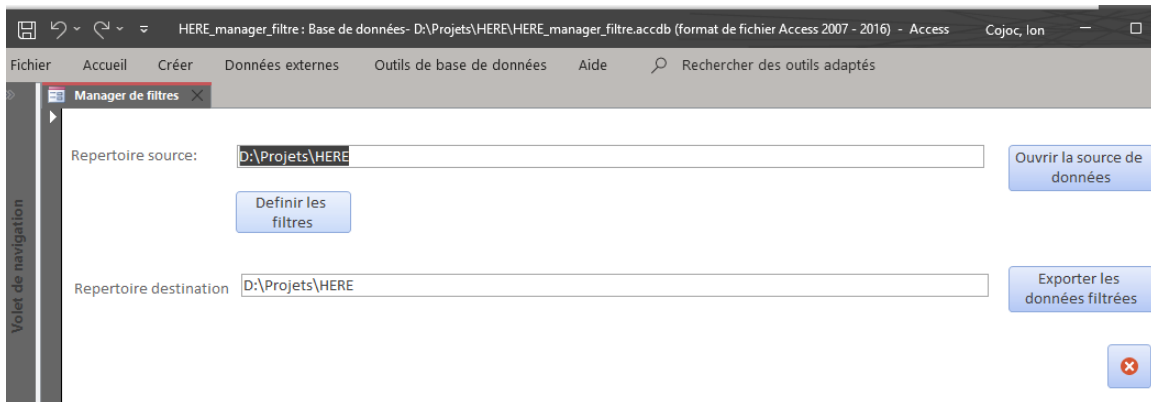 HERE_manager_filtre : Base de données- D:\Projets\HERE\HERE_manager_filtre.accdb (format de fichier Access 2007 - 2016) - Access Cojoc, Ion
Fichier Accueil Créer Données externes Outils de base de données Aide Rechercher des outils adaptés
Manager de filtres
Volet de navigation
Repertoire source: D:\Projets\HERE
Ouvrir la source de
données
Definir les
filtres
Repertoire destination D:\Projets\HERE
Exporter les
données filtrées